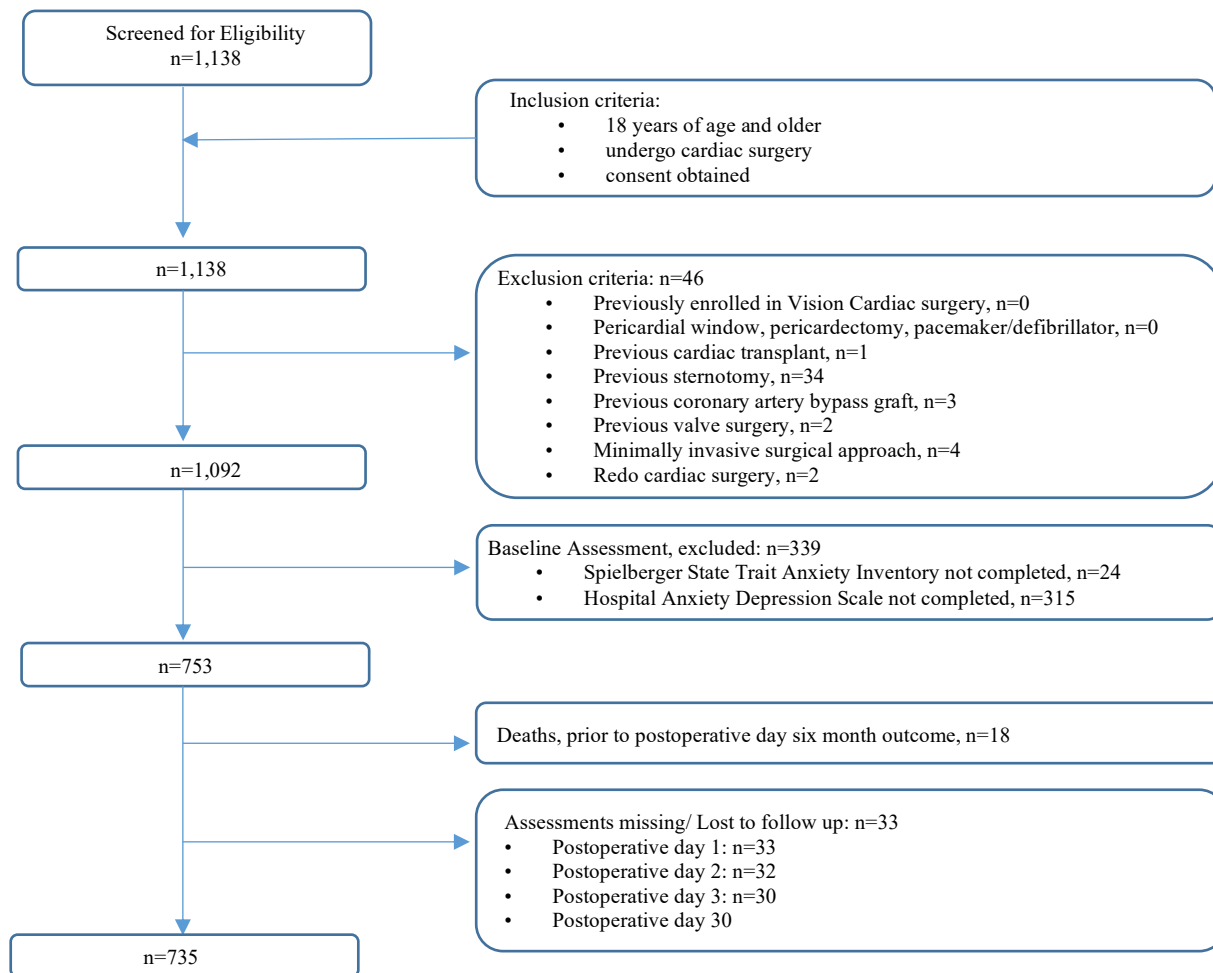 Screened for Eligibility
n=1,138
Inclusion criteria:
• 18 years of age and older
• undergo cardiac surgery
• consent obtained
n=1,138
Exclusion criteria: n=46
• Previously enrolled in Vision Cardiac surgery, n=0
• Pericardial window, pericardectomy, pacemaker/defibrillator, n=0
• Previous cardiac transplant, n=1
• Previous sternotomy, n=34
• Previous coronary artery bypass graft, n=3
• Previous valve surgery, n=2
• Minimally invasive surgical approach, n=4
• Redo cardiac surgery, n=2
n=1,092
Baseline Assessment, excluded: n=339
• Spielberger State Trait Anxiety Inventory not completed, n=24
• Hospital Anxiety Depression Scale not completed, n=315
n=753
Deaths, prior to postoperative day six month outcome, n=18
Assessments missing/ Lost to follow up: n=33
• Postoperative day 1: n=33
• Postoperative day 2: n=32
• Postoperative day 3: n=30
• Postoperative day 30
n=735